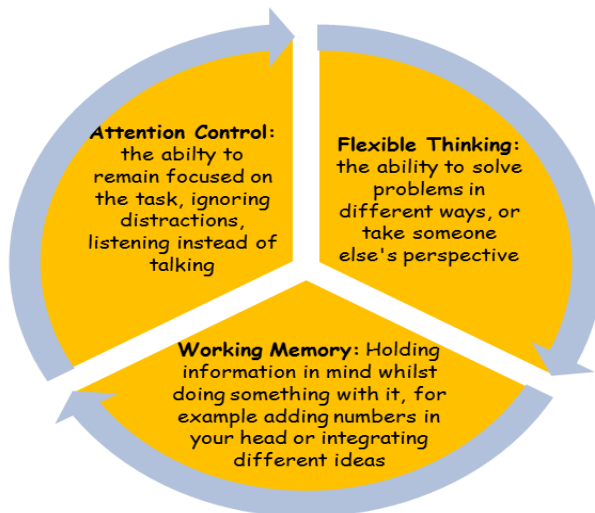 Attention Control:
the abilty to
remain focused on
the task, ignoring
distractions,
listening instead of
talking
Flexible Thinking:
the ability to solve
problems in
different ways, or
take someone
else's perspective
Working Memory: Holding
information in mind whilst
doing something with it, for
example adding numbers in
your head or integrating
different ideas